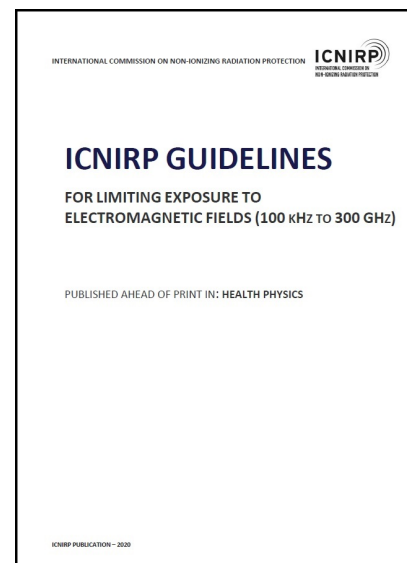 INTERNATIONAL COMMISSION ON NON-IONIZING RADIATION PROTECTION
ICNIRP
INTERNATIONAL COMMISSION ON
NON-IONIZING RADIATION PROTECTION
ICNIRP GUIDELINES
FOR LIMITING EXPOSURE TO
ELECTROMAGNETIC FIELDS (100 KHZ TO 300 GHZ)
PUBLISHED AHEAD OF PRINT IN: HEALTH PHYSICS
ICNIRP PUBLICATION – 2020